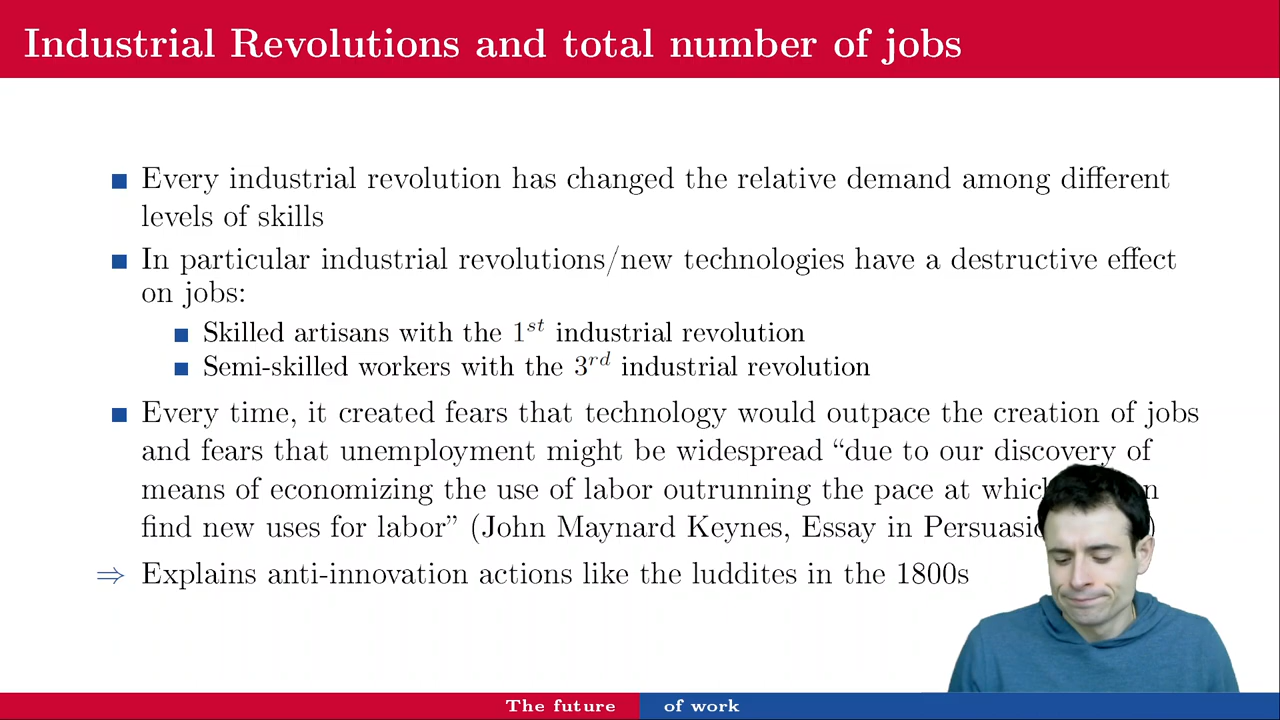 Industrial Revolutions and total number of jobs
Every industrial revolution has changed the relative demand among different
levels of skills
In particular industrial revolutions/new technologies have a destructive effect
on jobs:
Skilled artisans with the 1st industrial revolution
Semi-skilled workers with the 3rd industrial revolution
Every time, it created fears that technology would outpace the creation of jobs
and fears that unemployment might be widespread “due to our discovery of
means of economizing the use of labor outrunning the pace at
find new uses for labor” (John Maynard Keynes, Essay in
⇒ Explains anti-innovation actions like the luddites in the 1800s
The future of work